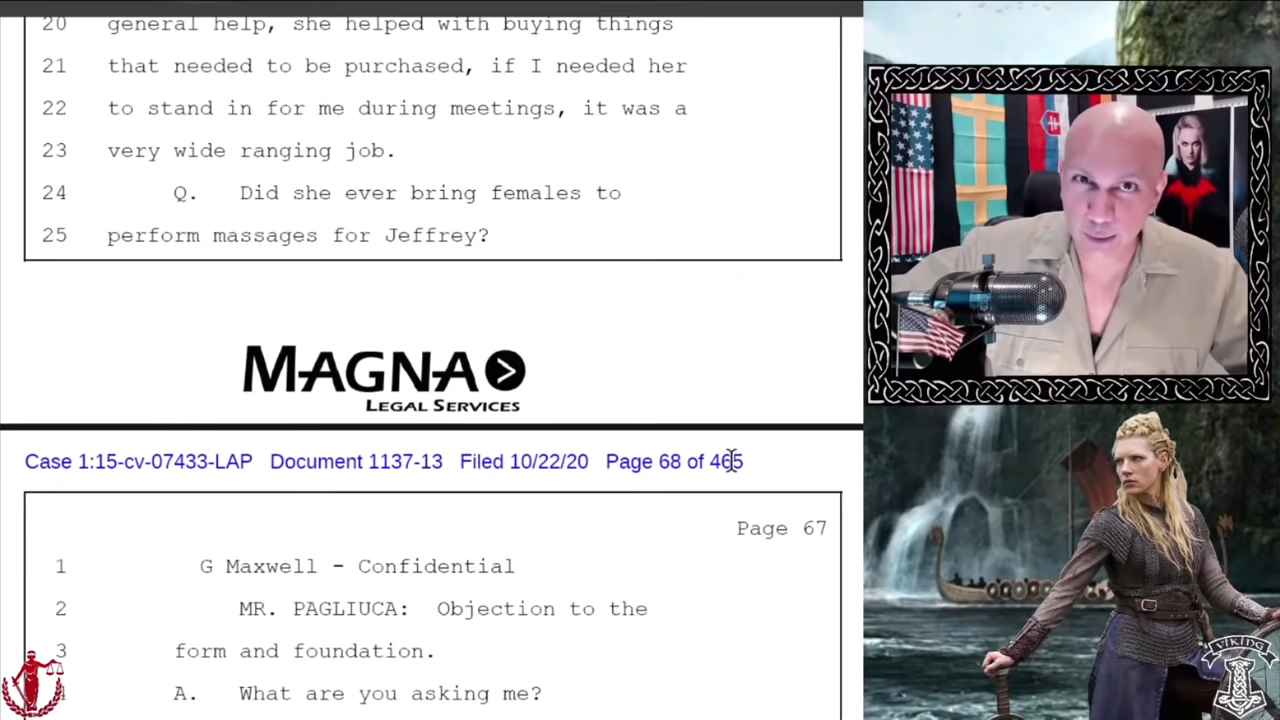 20 general help, she helped with buying things
21 that needed to be purchased, if I needed her
22 to stand in for me during meetings, it was a
23 very wide ranging job.
24 Q. Did she ever bring females to
25 perform massages for Jeffrey?
MAGNA
LEGAL SERVICES
Case 1:15-cv-07433-LAP Document 1137-13 Filed 10/22/20 Page 68 of 465
Page 67
1 G Maxwell - Confidential
2 MR. PAGLIUCA: Objection to the
3 form and foundation.
A. What are you asking me?
VIKING